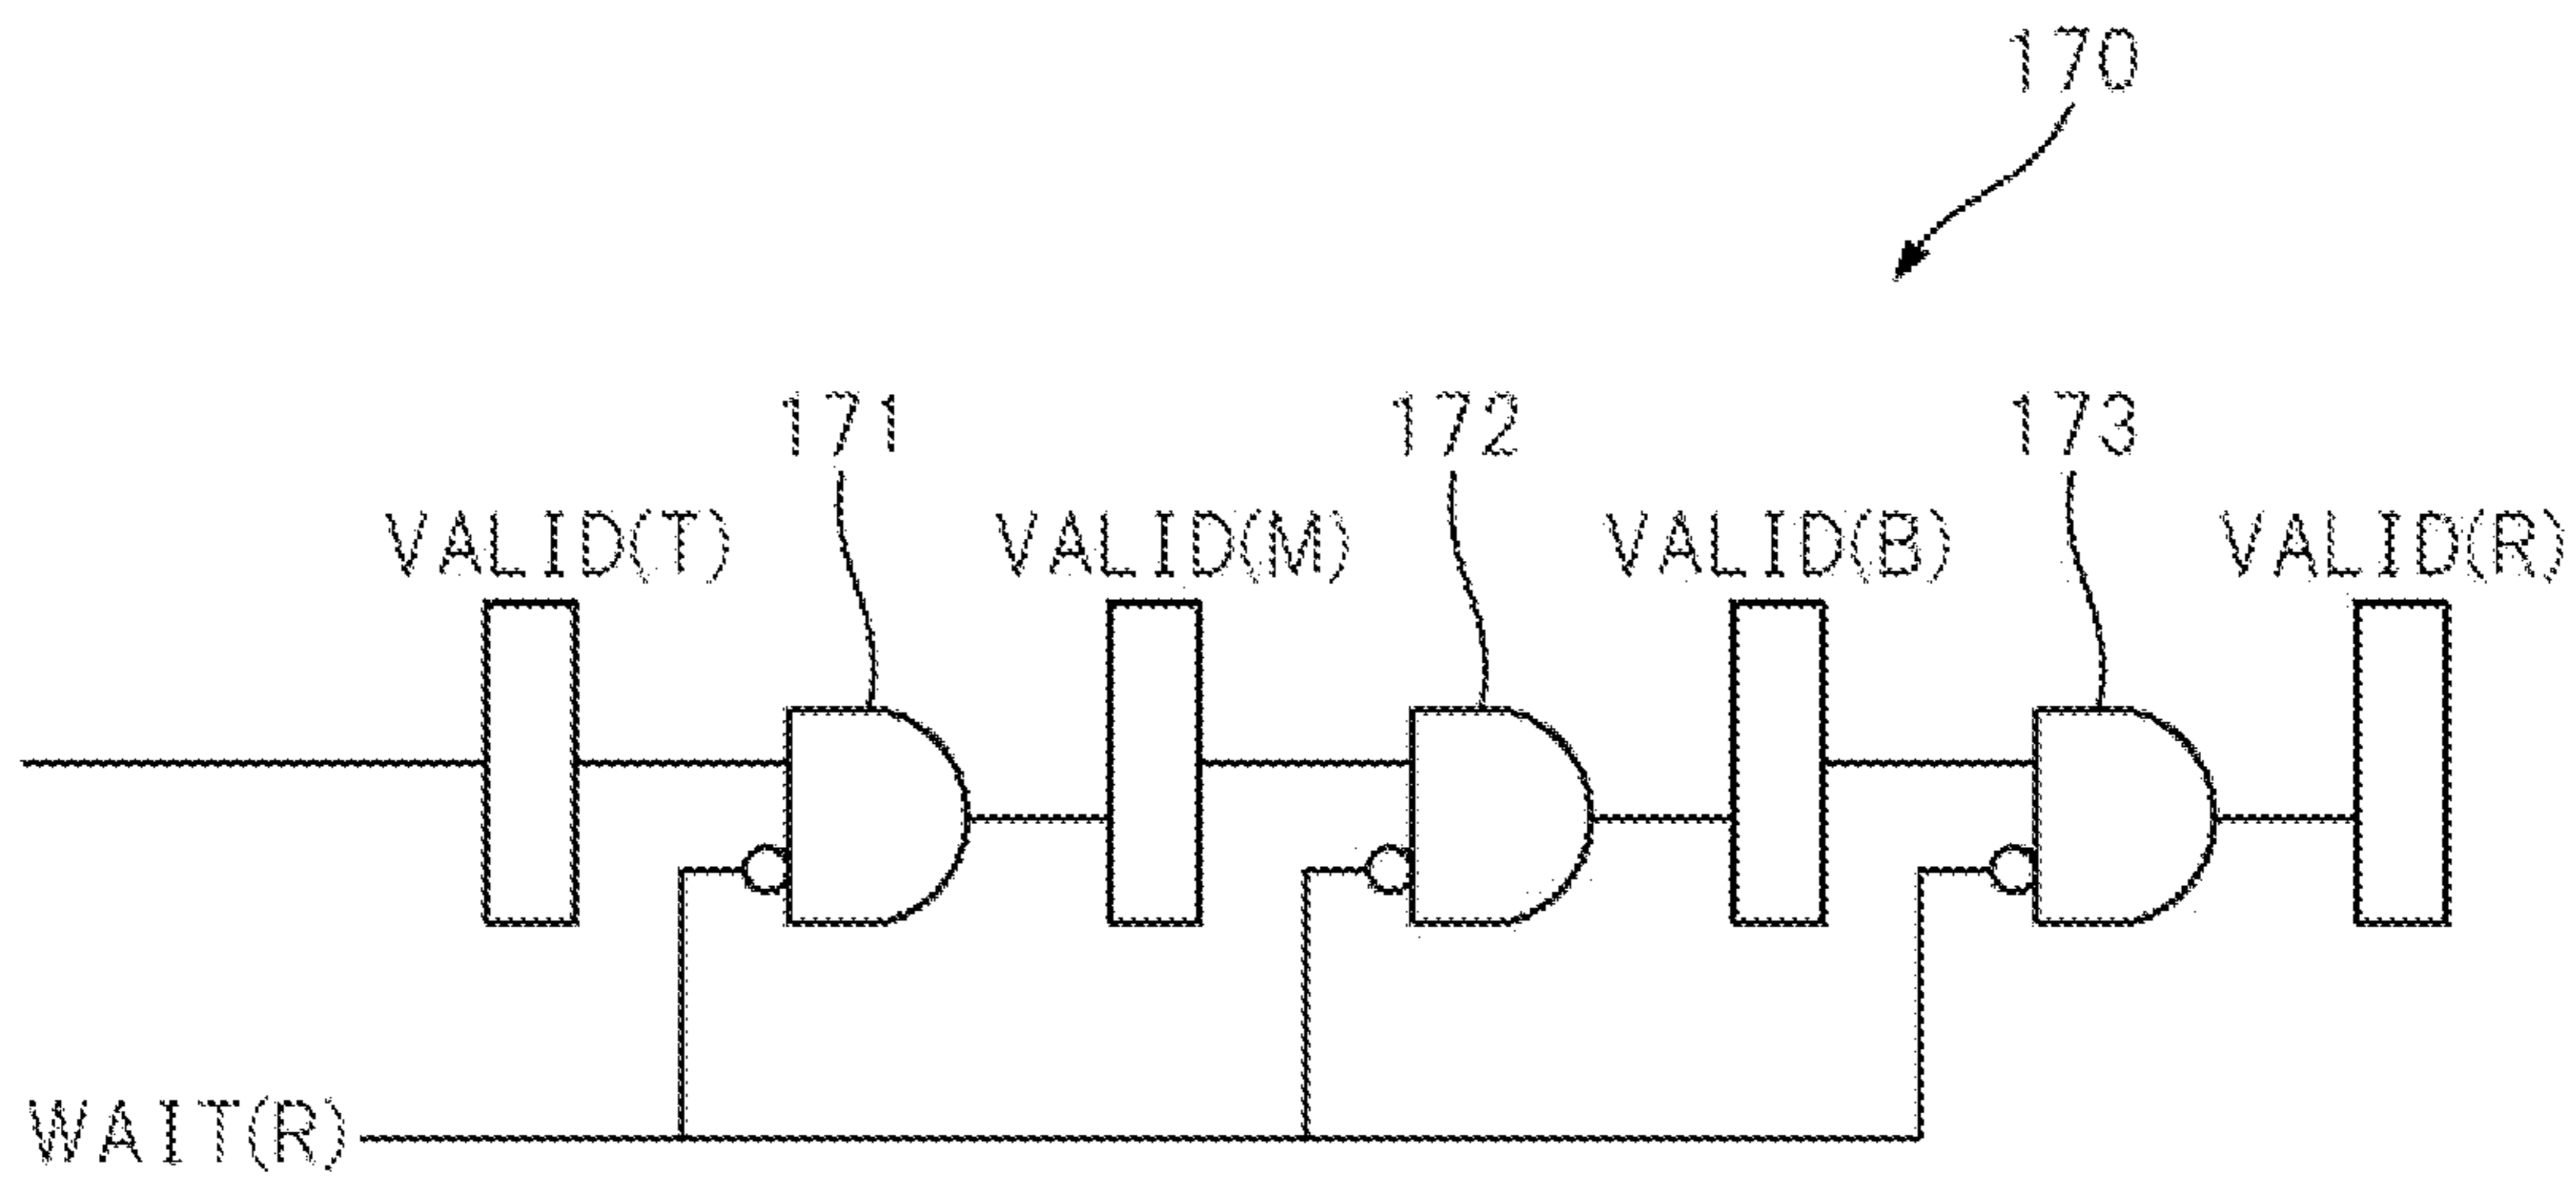 170
171 172 173
VALID(T) VALID(M) VALID(B) VALID(R)
WAIT(R)